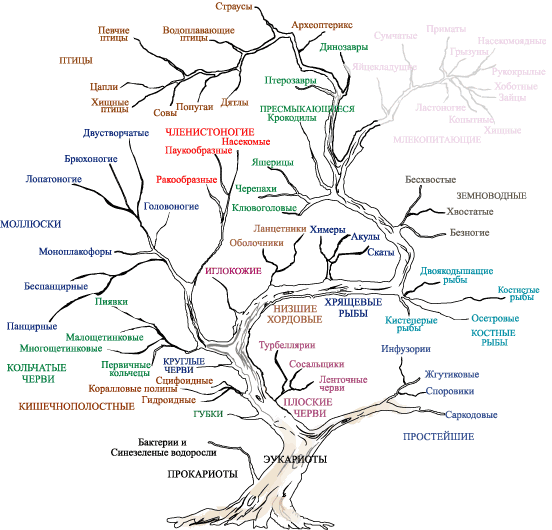 Страусы
Археоптерикс
Певчие
птицы
Водоплавающие
птицы
ПТИЦЫ
Динозавры
Сумчатые
Приматы
Насекомоядные
Яйцекладущие
Грызуны
Рукокрылые
Хоботные
Зайцы
Ластоногие
Копытные
Хищные
МЛЕКОПИТАЮЩИЕ
Цапли
Хищные
птицы
Совы
Попугаи
Дятлы
Птерозавры
ПРЕСМЫКАЮЩИЕСЯ
Крокодилы
Двустворчатые
ЧЛЕНИСТОНОГИЕ
Насекомые
Паукообразные
Брюхоногие
Лопатоногие
Ракообразные
Ящерицы
Черепахи
Клювоголовые
Бесхвостые
ЗЕМНОВОДНЫЕ
Хвостатые
Безногие
Головоногие
МОЛЛЮСКИ
Моноплакофоры
Ланцетники
Оболочники
Химеры
Акулы
Скаты
Беспанцирные
ИГЛОКОЖИЕ
Двоякодышащие
рыбы
Костистые
рыбы
Пиявки
Панцирные
НИЗШИЕ
ХОРДОВЫЕ
ХРЯЩЕВЫЕ
РЫБЫ
Кистеперые
рыбы
Осетровые
КОСТНЫЕ
РЫБЫ
Малощетинковые
Многощетинковые
Турбеллярии
Инфузории
КОЛЬЧАТЫЕ
ЧЕРВИ
Первичные
кольчецы
КРУГЛЫЕ
ЧЕРВИ
Сосальщики
Ленточные
черви
Жгутиковые
Сцифоидные
Коралловые полипы
Гидроидные
Споровики
КИШЕЧНОПОЛОСТНЫЕ
ГУБКИ
ПЛОСКИЕ
ЧЕРВИ
Саркодовые
ПРОСТЕЙШИЕ
Бактерии и
Синезеленые водоросли
ЭУКАРИОТЫ
ПРОКАРИОТЫ